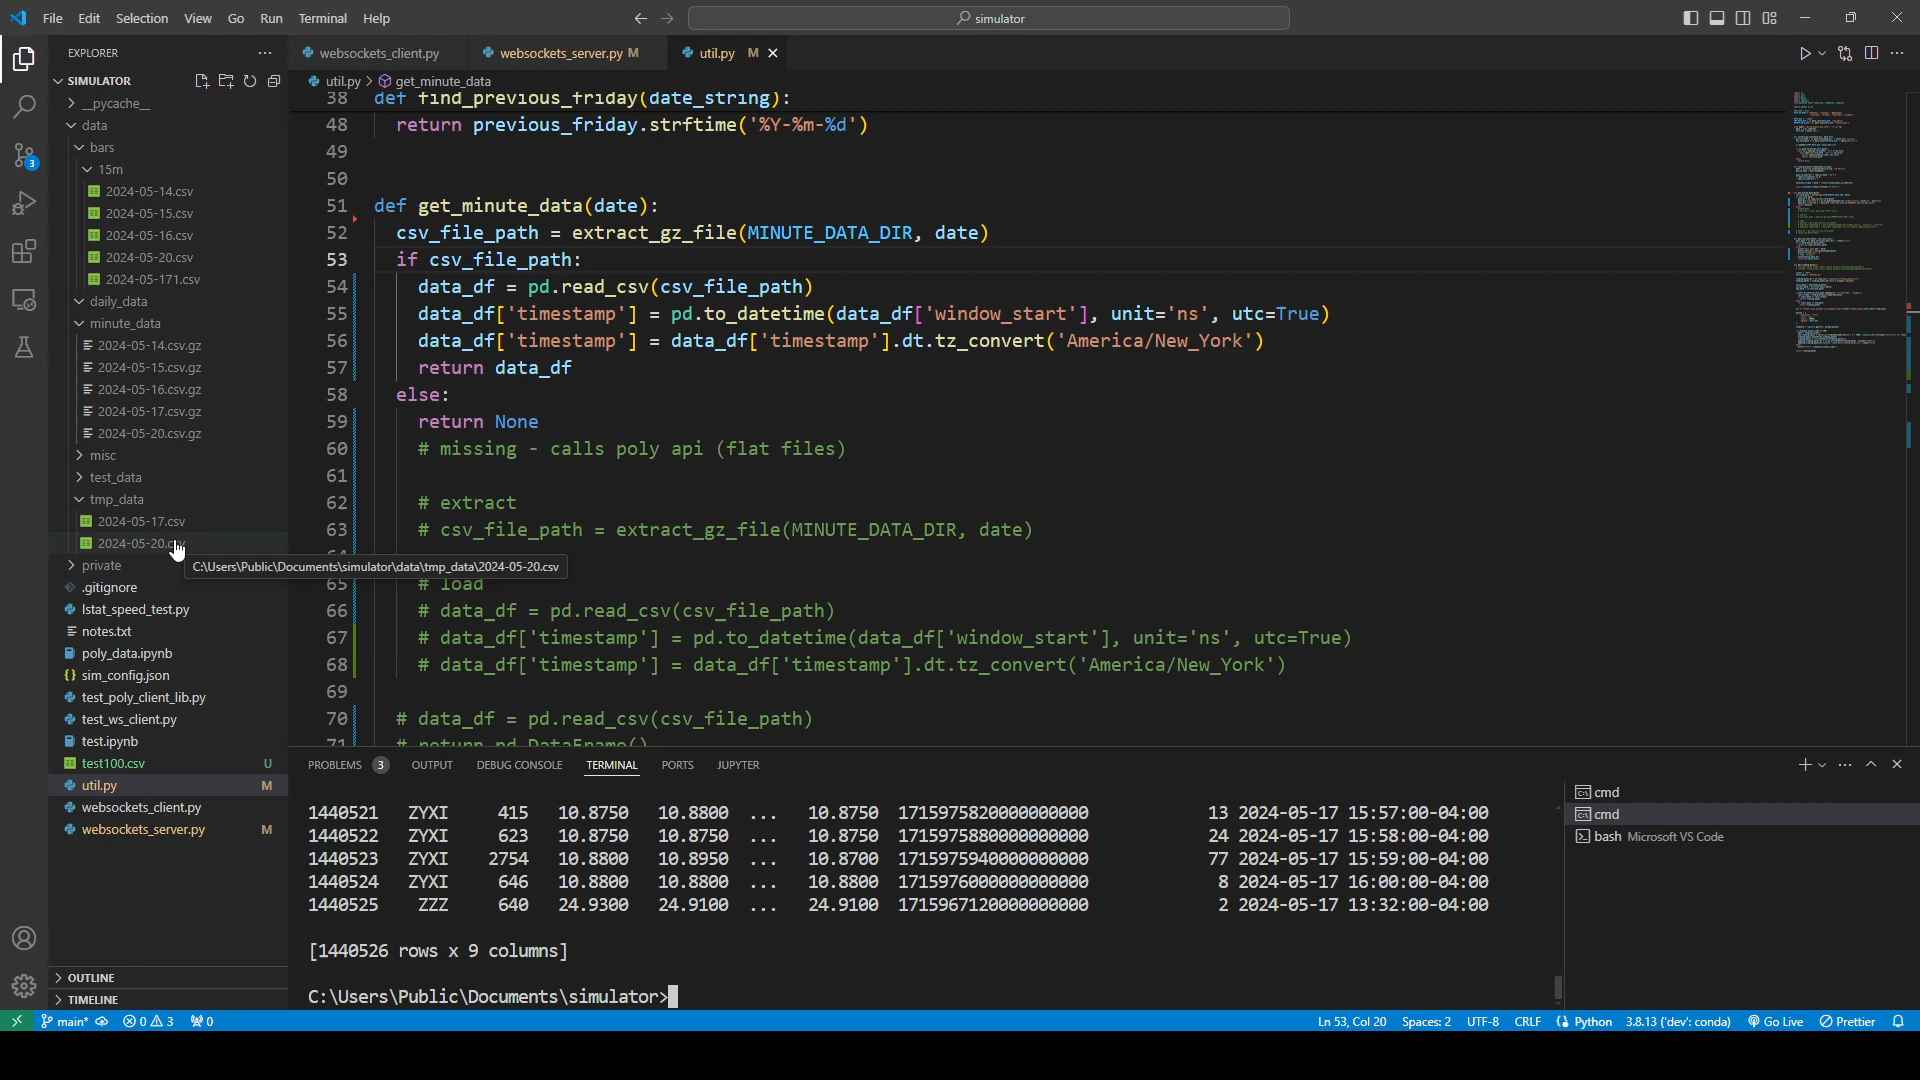 File Edit Selection View Go Run Terminal Help
simulator
EXPLORER
SIMULATOR
__pycache__
data
bars
15m
2024-05-14.csv
2024-05-15.csv
2024-05-16.csv
2024-05-20.csv
2024-05-171.csv
daily_data
minute_data
2024-05-14.csv.gz
2024-05-15.csv.gz
2024-05-16.csv.gz
2024-05-17.csv.gz
2024-05-20.csv.gz
misc
test_data
tmp_data
2024-05-17.csv
2024-05-20.csv
private
.gitignore
lstat_speed_test.py
notes.txt
poly_data.ipynb
sim_config.json
test_poly_client_lib.py
test_ws_client.py
test.ipynb
test100.csv U
util.py M
websockets_client.py
websockets_server.py M
OUTLINE
TIMELINE
3
websockets_client.py websockets_server.py M util.py M
util.py > get_minute_data
38 def find_previous_friday(date_string):
48 return previous_friday.strftime('%Y-%m-%d')
49
50
51 def get_minute_data(date):
52 csv_file_path = extract_gz_file(MINUTE_DATA_DIR, date)
53 if csv_file_path:
54 data_df = pd.read_csv(csv_file_path)
55 data_df['timestamp'] = pd.to_datetime(data_df['window_start'], unit='ns', utc=True)
56 data_df['timestamp'] = data_df['timestamp'].dt.tz_convert('America/New_York')
57 return data_df
58 else:
59 return None
60 # missing - calls poly api (flat files)
61
62 # extract
63 # csv_file_path = extract_gz_file(MINUTE_DATA_DIR, date)
C:\Users\Public\Documents\simulator\data\tmp_data\2024-05-20.csv
65 # load
66 # data_df = pd.read_csv(csv_file_path)
67 # data_df['timestamp'] = pd.to_datetime(data_df['window_start'], unit='ns', utc=True)
68 # data_df['timestamp'] = data_df['timestamp'].dt.tz_convert('America/New_York')
69
70 # data_df = pd.read_csv(csv_file_path)
71 # return pd.DataFrame()
PROBLEMS 3 OUTPUT DEBUG CONSOLE TERMINAL PORTS JUPYTER
1440521 ZYXI 415 10.8750 10.8800 ... 10.8750 1715975820000000000 13 2024-05-17 15:57:00-04:00
1440522 ZYXI 623 10.8750 10.8750 ... 10.8750 1715975880000000000 24 2024-05-17 15:58:00-04:00
1440523 ZYXI 2754 10.8800 10.8950 ... 10.8700 1715975940000000000 77 2024-05-17 15:59:00-04:00
1440524 ZYXI 646 10.8800 10.8800 ... 10.8800 1715976000000000000 8 2024-05-17 16:00:00-04:00
1440525 ZZZ 640 24.9300 24.9100 ... 24.9100 1715967120000000000 2 2024-05-17 13:32:00-04:00
[1440526 rows x 9 columns]
C:\Users\Public\Documents\simulator>
cmd
cmd
bash Microsoft VS Code
main* 0 3 0
Ln 53, Col 20 Spaces: 2 UTF-8 CRLF Python 3.8.13 ('dev': conda) Go Live Prettier